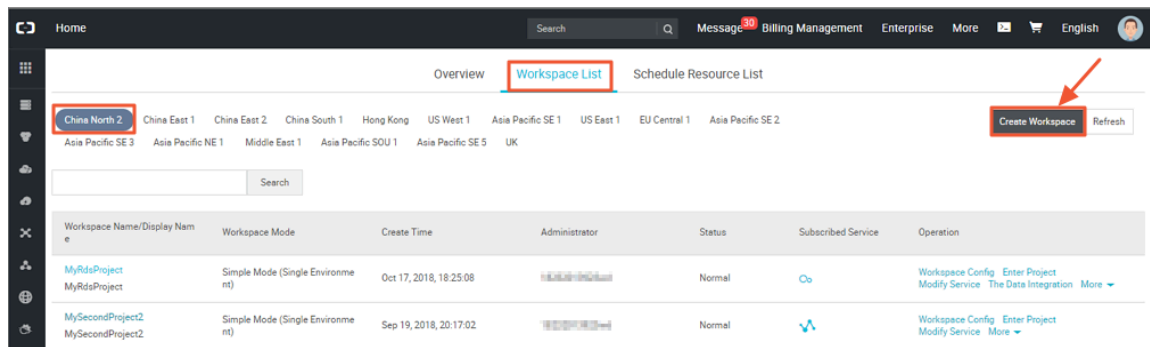 Home Search Message 30 Billing Management Enterprise More English
Overview Workspace List Schedule Resource List
China North 2 China East 1 China East 2 China South 1 Hong Kong US West 1 Asia Pacific SE 1 US East 1 EU Central 1 Asia Pacific SE 2 Create Workspace Refresh
Asia Pacific SE 3 Asia Pacific NE 1 Middle East 1 Asia Pacific SOU 1 Asia Pacific SE 5 UK
Search
Workspace Name/Display Nam
e Workspace Mode Create Time Administrator Status Subscribed Service Operation
MyRdsProject
MyRdsProject Simple Mode (Single Environme
nt) Oct 17, 2018, 18:25:08 Normal Workspace Config Enter Project
Modify Service The Data Integration More
MySecondProject2
MySecondProject2 Simple Mode (Single Environme
nt) Sep 19, 2018, 20:17:02 Normal Workspace Config Enter Project
Modify Service More